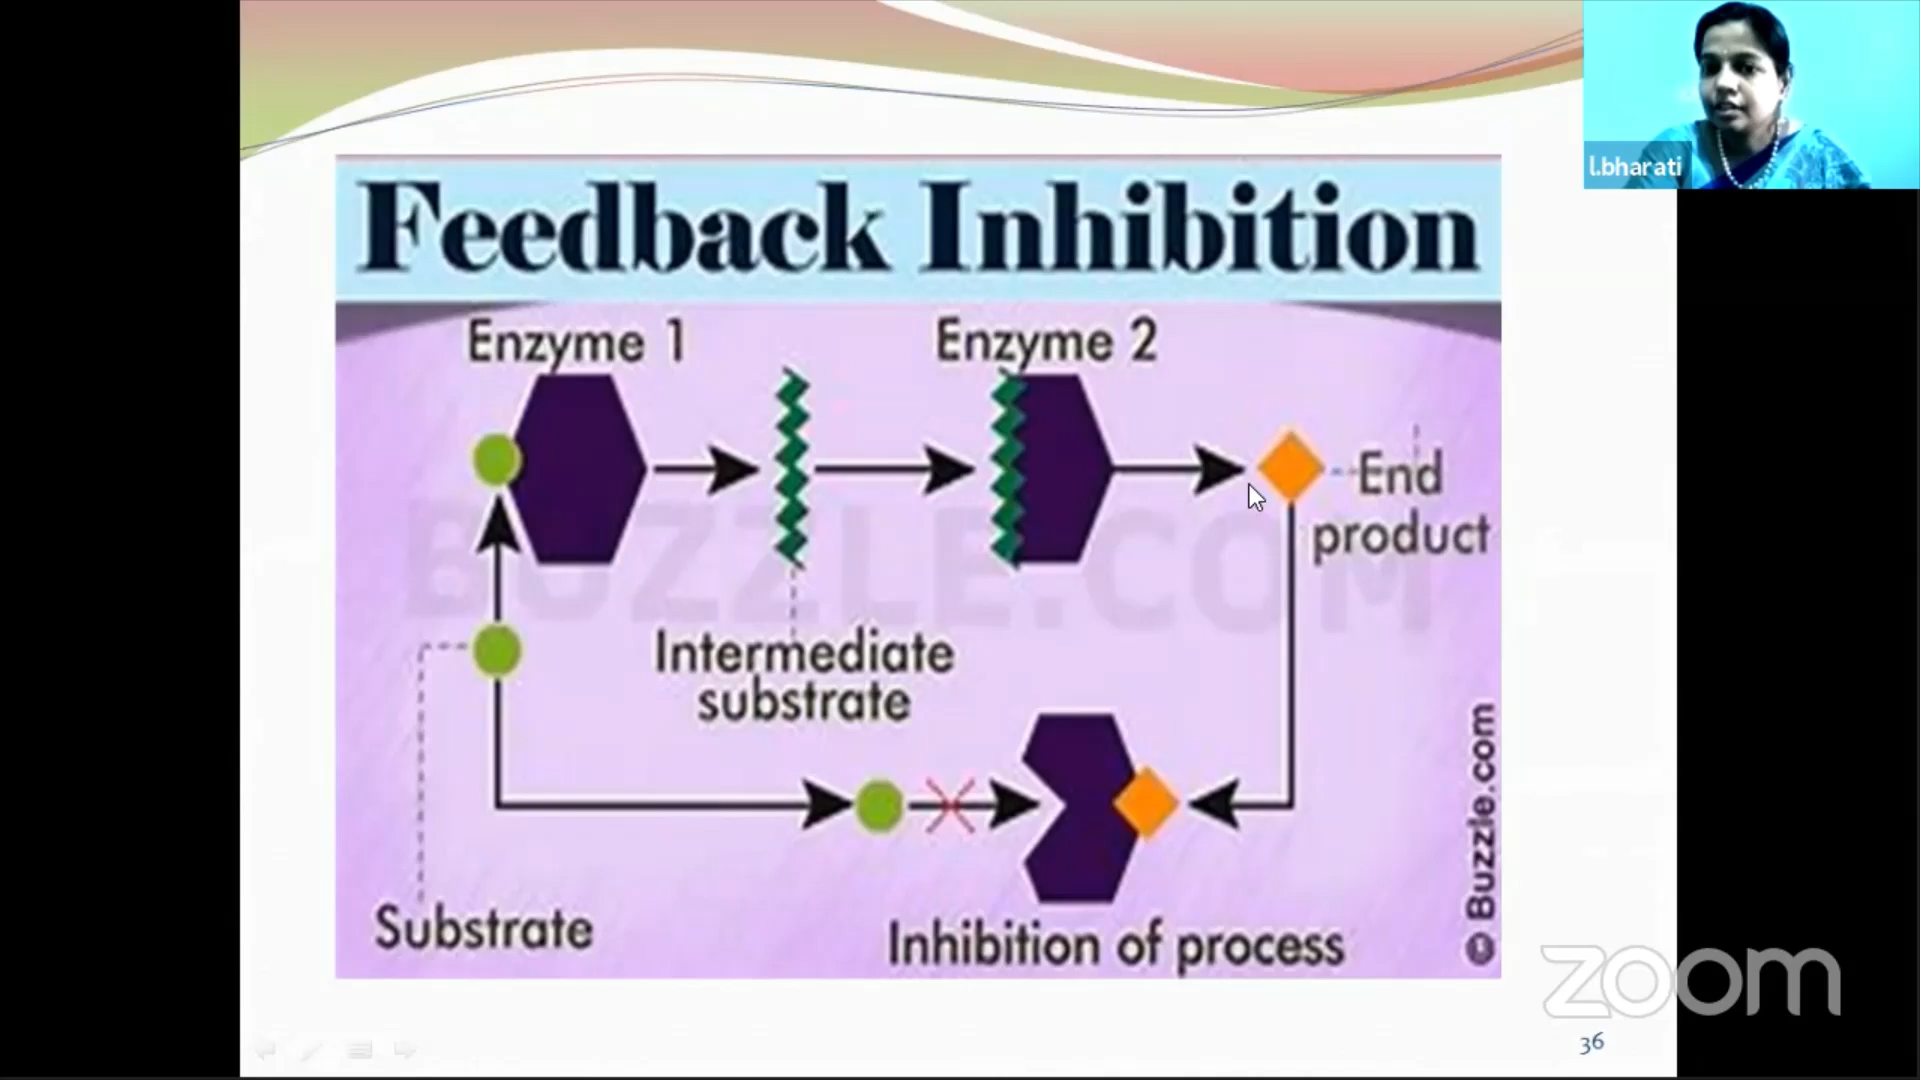 l.bharati
Feedback Inhibition
Enzyme 1
Enzyme 2
End
product
BUZZLE.COM
Intermediate
substrate
Substrate
Inhibition of process
© Buzzle.com
zoom
36